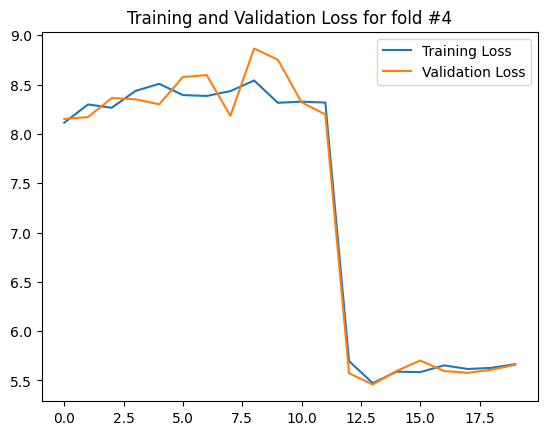 Training and Validation Loss for fold #4
Training Loss
Validation Loss
9.0
8.5
8.0
7.5
7.0
6.5
6.0
5.5
0.0 2.5 5.0 7.5 10.0 12.5 15.0 17.5